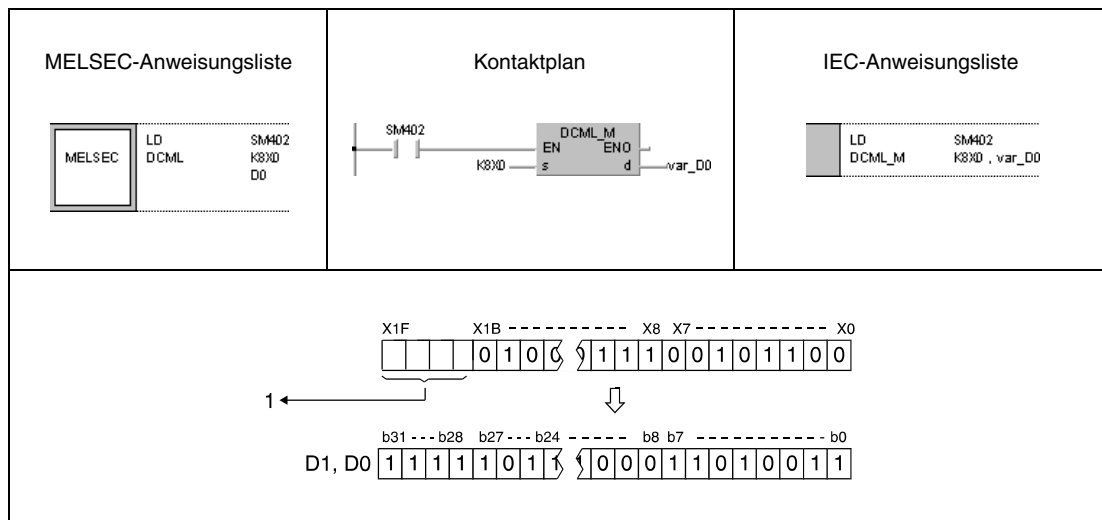 MELSEC-Anweisungsliste
Kontaktplan
IEC-Anweisungsliste
MELSEC
LD SM402
DCML K8X0
D0
SM402
DCML_M
EN ENO
K8X0 s d var_D0
LD SM402
DCML_M K8X0 , var_D0
X1F X1B X8 X7 X0
0 1 0 0 0 1 1 1 0 0 1 0 1 1 0 0
1
b31 b28 b27 b24 b8 b7 b0
D1, D0 1 1 1 1 1 0 1 1 1 0 0 0 1 1 0 1 0 0 1 1